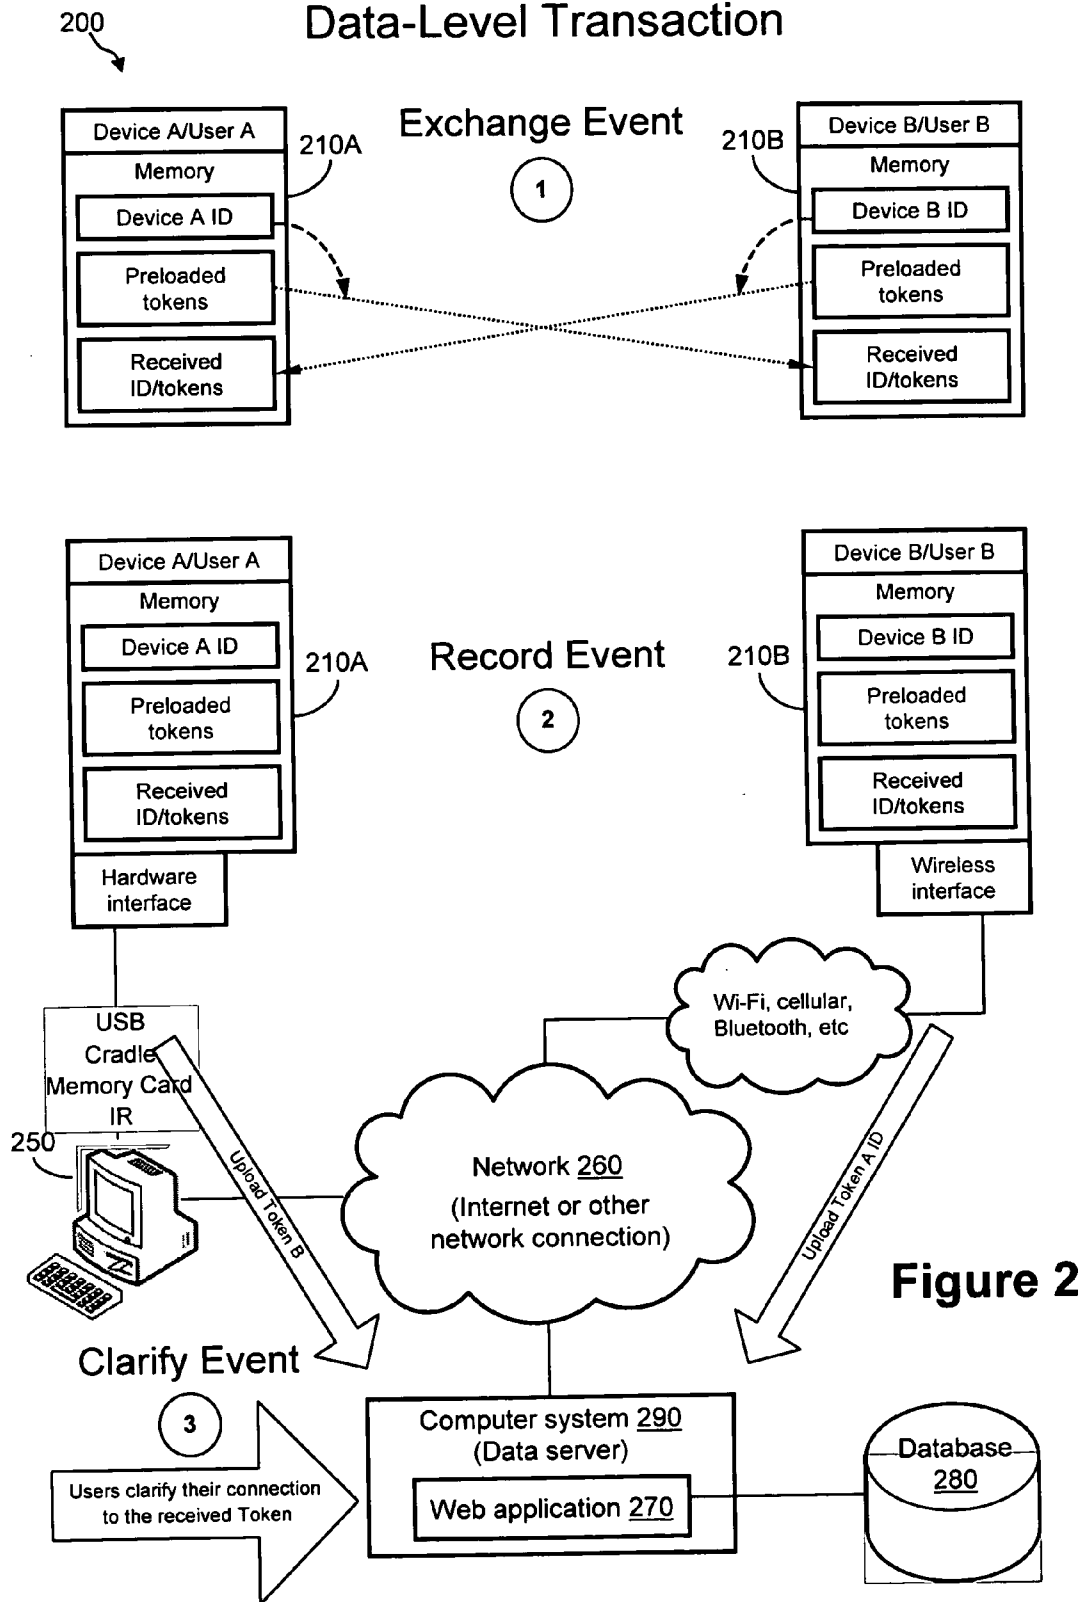 Data-Level Transaction
200
Exchange Event
1
Device A/User A
Memory
Device A ID
Preloaded
tokens
Received
ID/tokens
210A
210B
Device B/User B
Memory
Device B ID
Preloaded
tokens
Received
ID/tokens
Record Event
2
Device A/User A
Memory
Device A ID
Preloaded
tokens
Received
ID/tokens
Hardware
interface
210A
210B
Device B/User B
Memory
Device B ID
Preloaded
tokens
Received
ID/tokens
Wireless
interface
USB
Cradle
Memory Card
IR
250
Wi-Fi, cellular,
Bluetooth, etc
Upload Token B
Network 260
(Internet or other
network connection)
Upload Token A ID
Figure 2
Clarify Event
3
Users clarify their connection
to the received Token
Computer system 290
(Data server)
Web application 270
Database
280